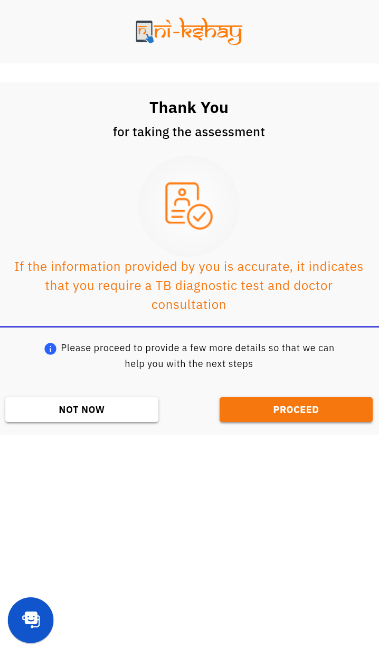 ni-kshay
Thank You
for taking the assessment
If the information provided by you is accurate, it indicates
that you require a TB diagnostic test and doctor
consultation
Please proceed to provide a few more details so that we can
help you with the next steps
NOT NOW
PROCEED